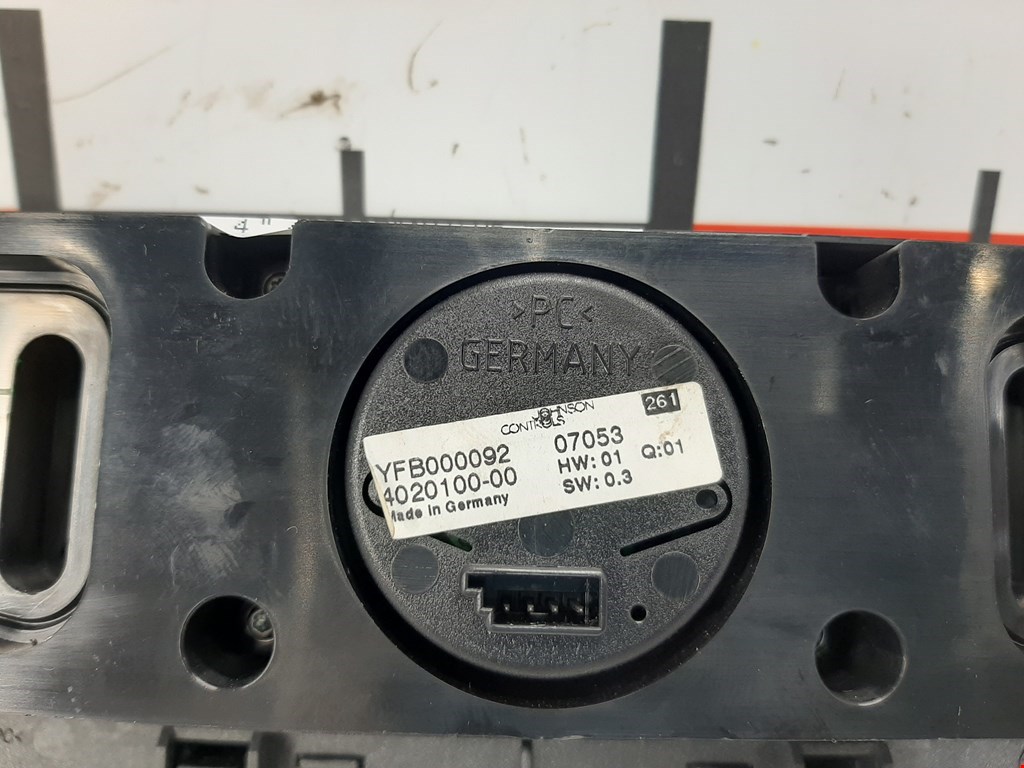 >PC<
GERMANY
261
JOHNSON
CONTROLS
YFB000092 07053
4020100-00 HW: 01 Q:01
Made in Germany SW: 0.3